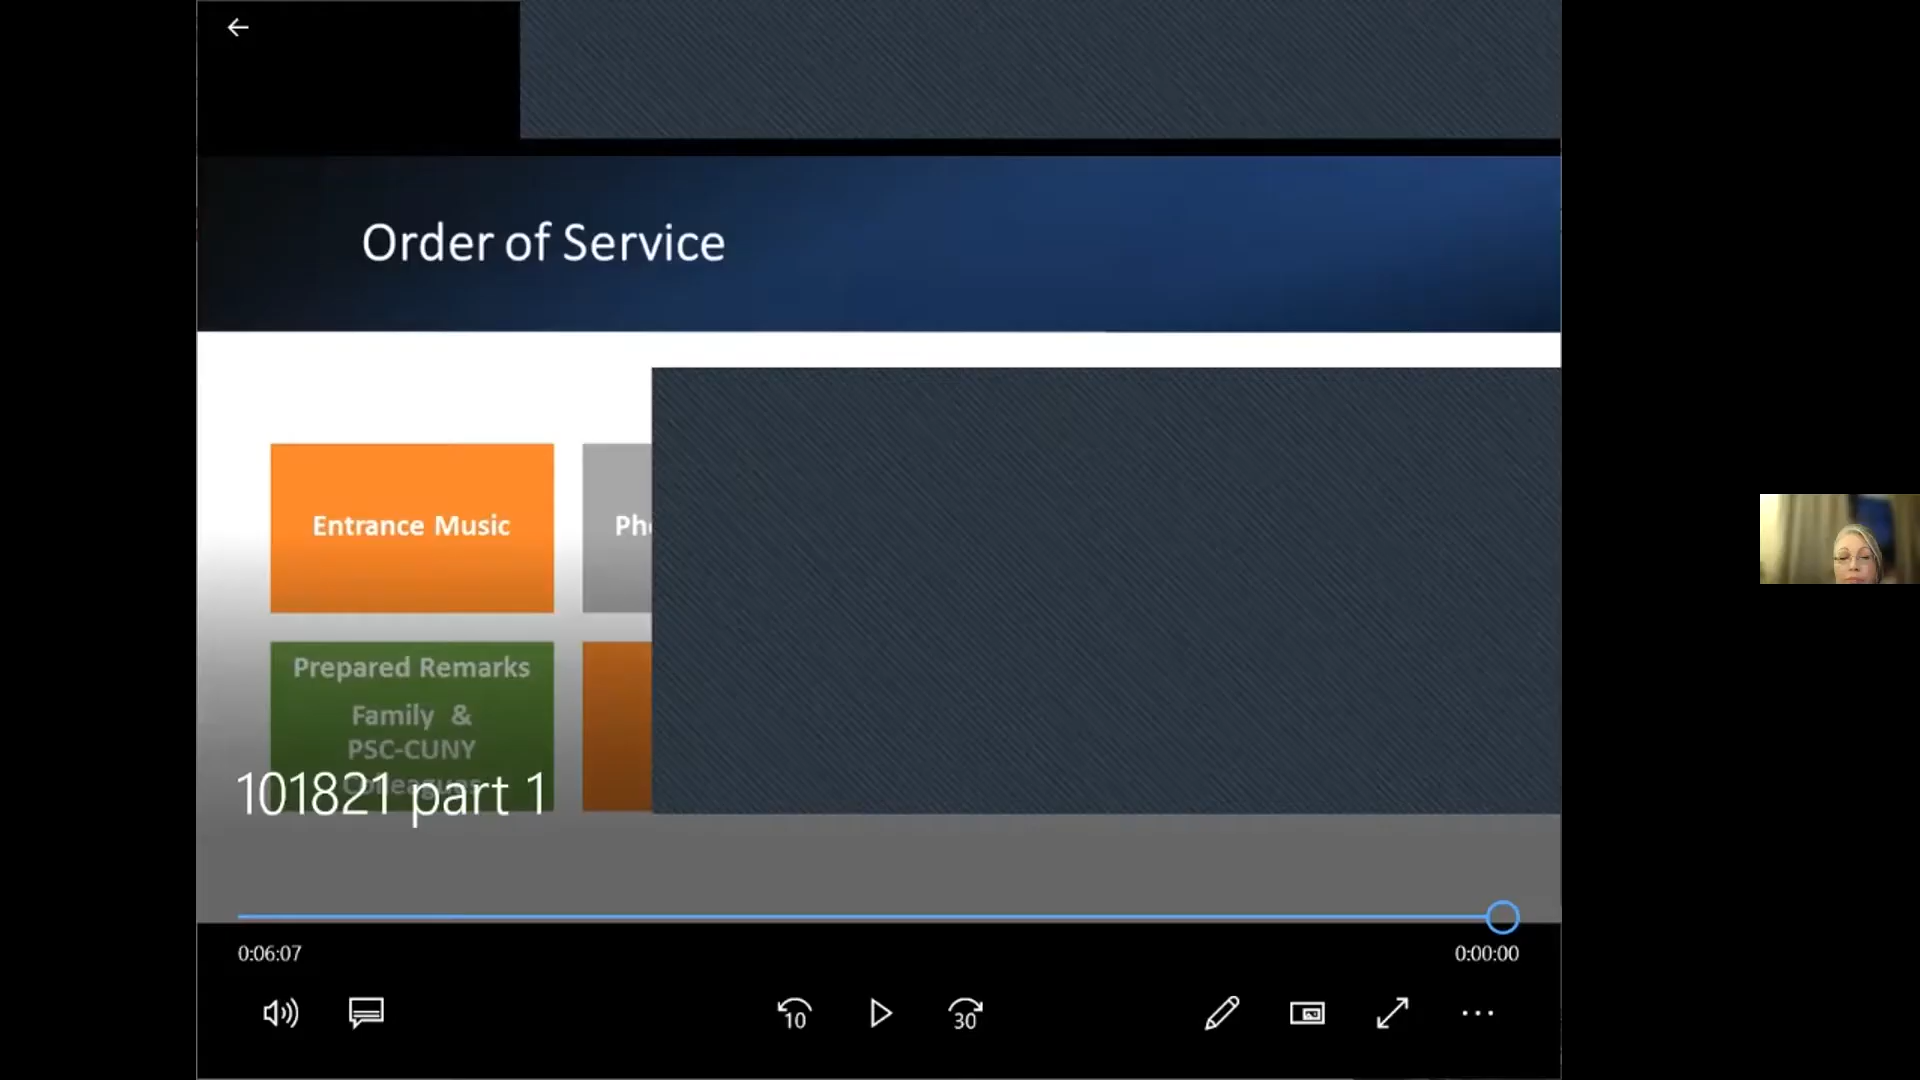 Order of Service
Entrance Music
Prepared Remarks
Family &
PSC-CUNY
Colleagues
101821 part 1
0:06:07
0:00:00
10
30